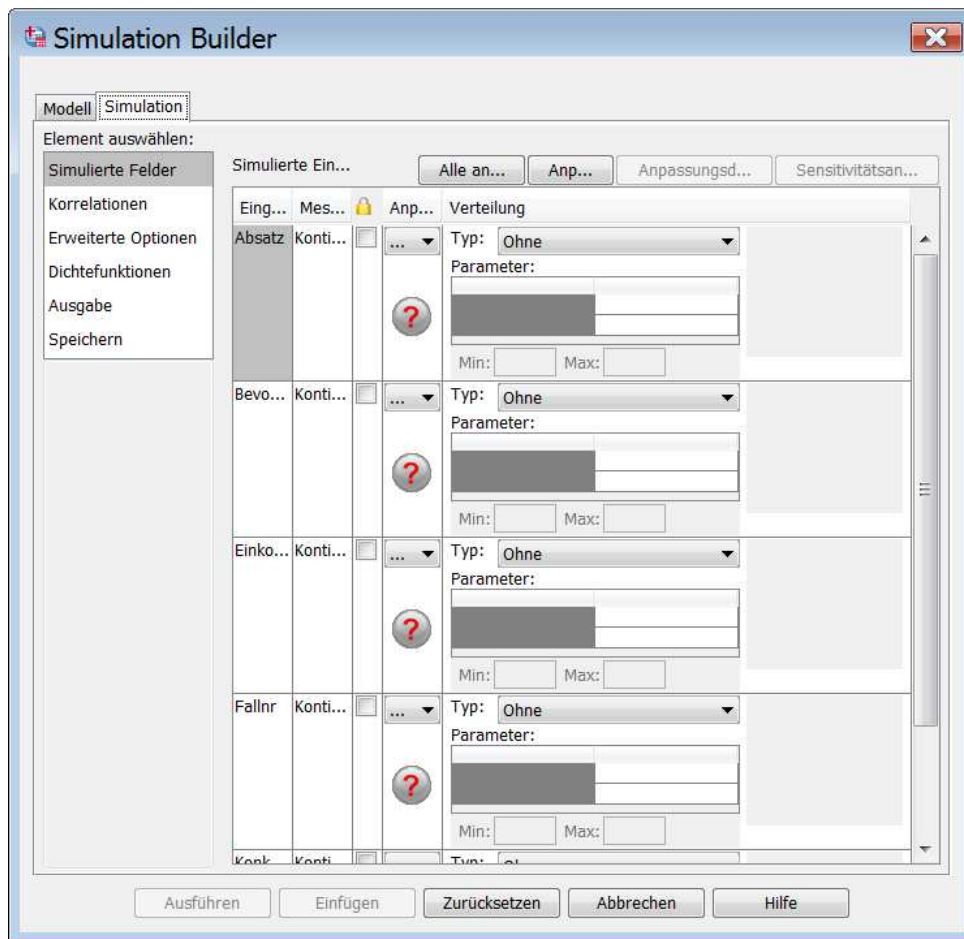 Simulation Builder
Modell Simulation
Element auswählen:
Simulierte Felder
Korrelationen
Erweiterte Optionen
Dichtefunktionen
Ausgabe
Speichern
Simulierte Ein... Alle an... Anp... Anpassungsd... Sensitivitätsan...
Eing... Mes... Anp... Verteilung
Absatz Konti... ... Typ: Ohne
Parameter:
?
Min: Max:
Bevo... Konti... ... Typ: Ohne
Parameter:
?
Min: Max:
Einko... Konti... ... Typ: Ohne
Parameter:
?
Min: Max:
Fallnr Konti... ... Typ: Ohne
Parameter:
?
Min: Max:
Konk Konti Typ:
Ausführen Einfügen Zurücksetzen Abbrechen Hilfe